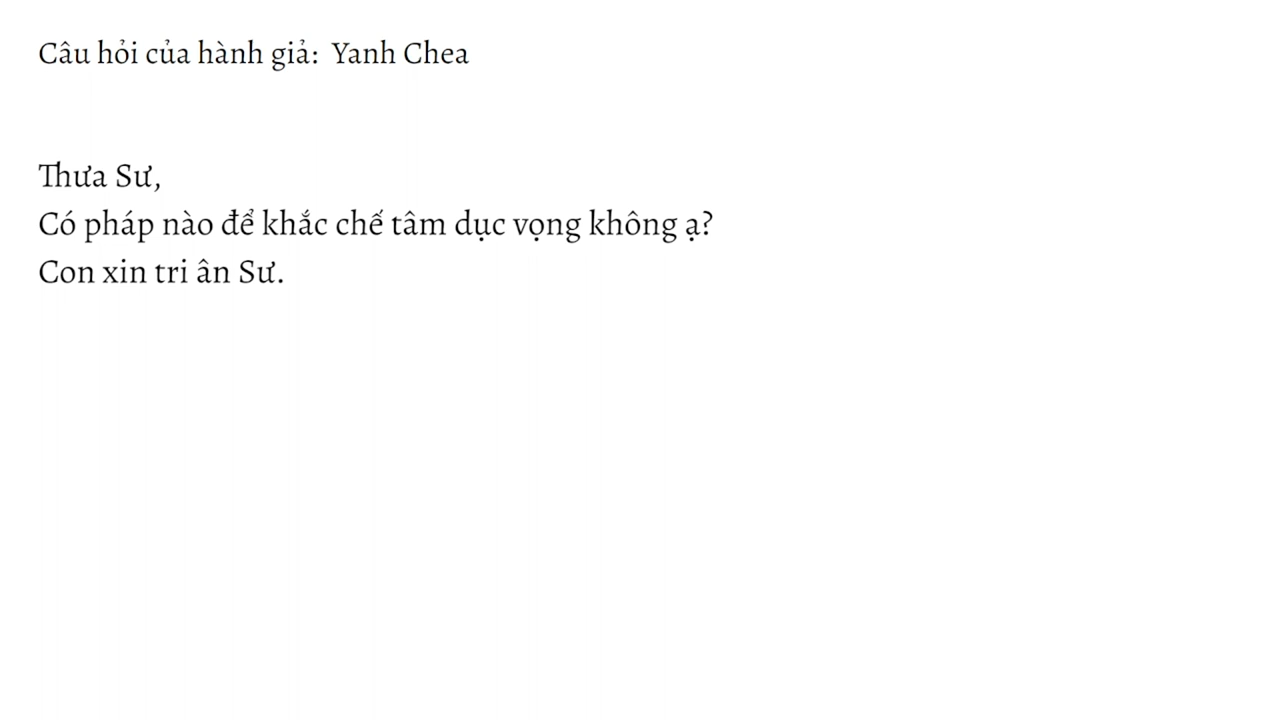 Câu hỏi của hành giả: Yanh Chea
Thưa Sư,
Có pháp nào để khắc chế tâm dục vọng không ạ?
Con xin tri ân Sư.